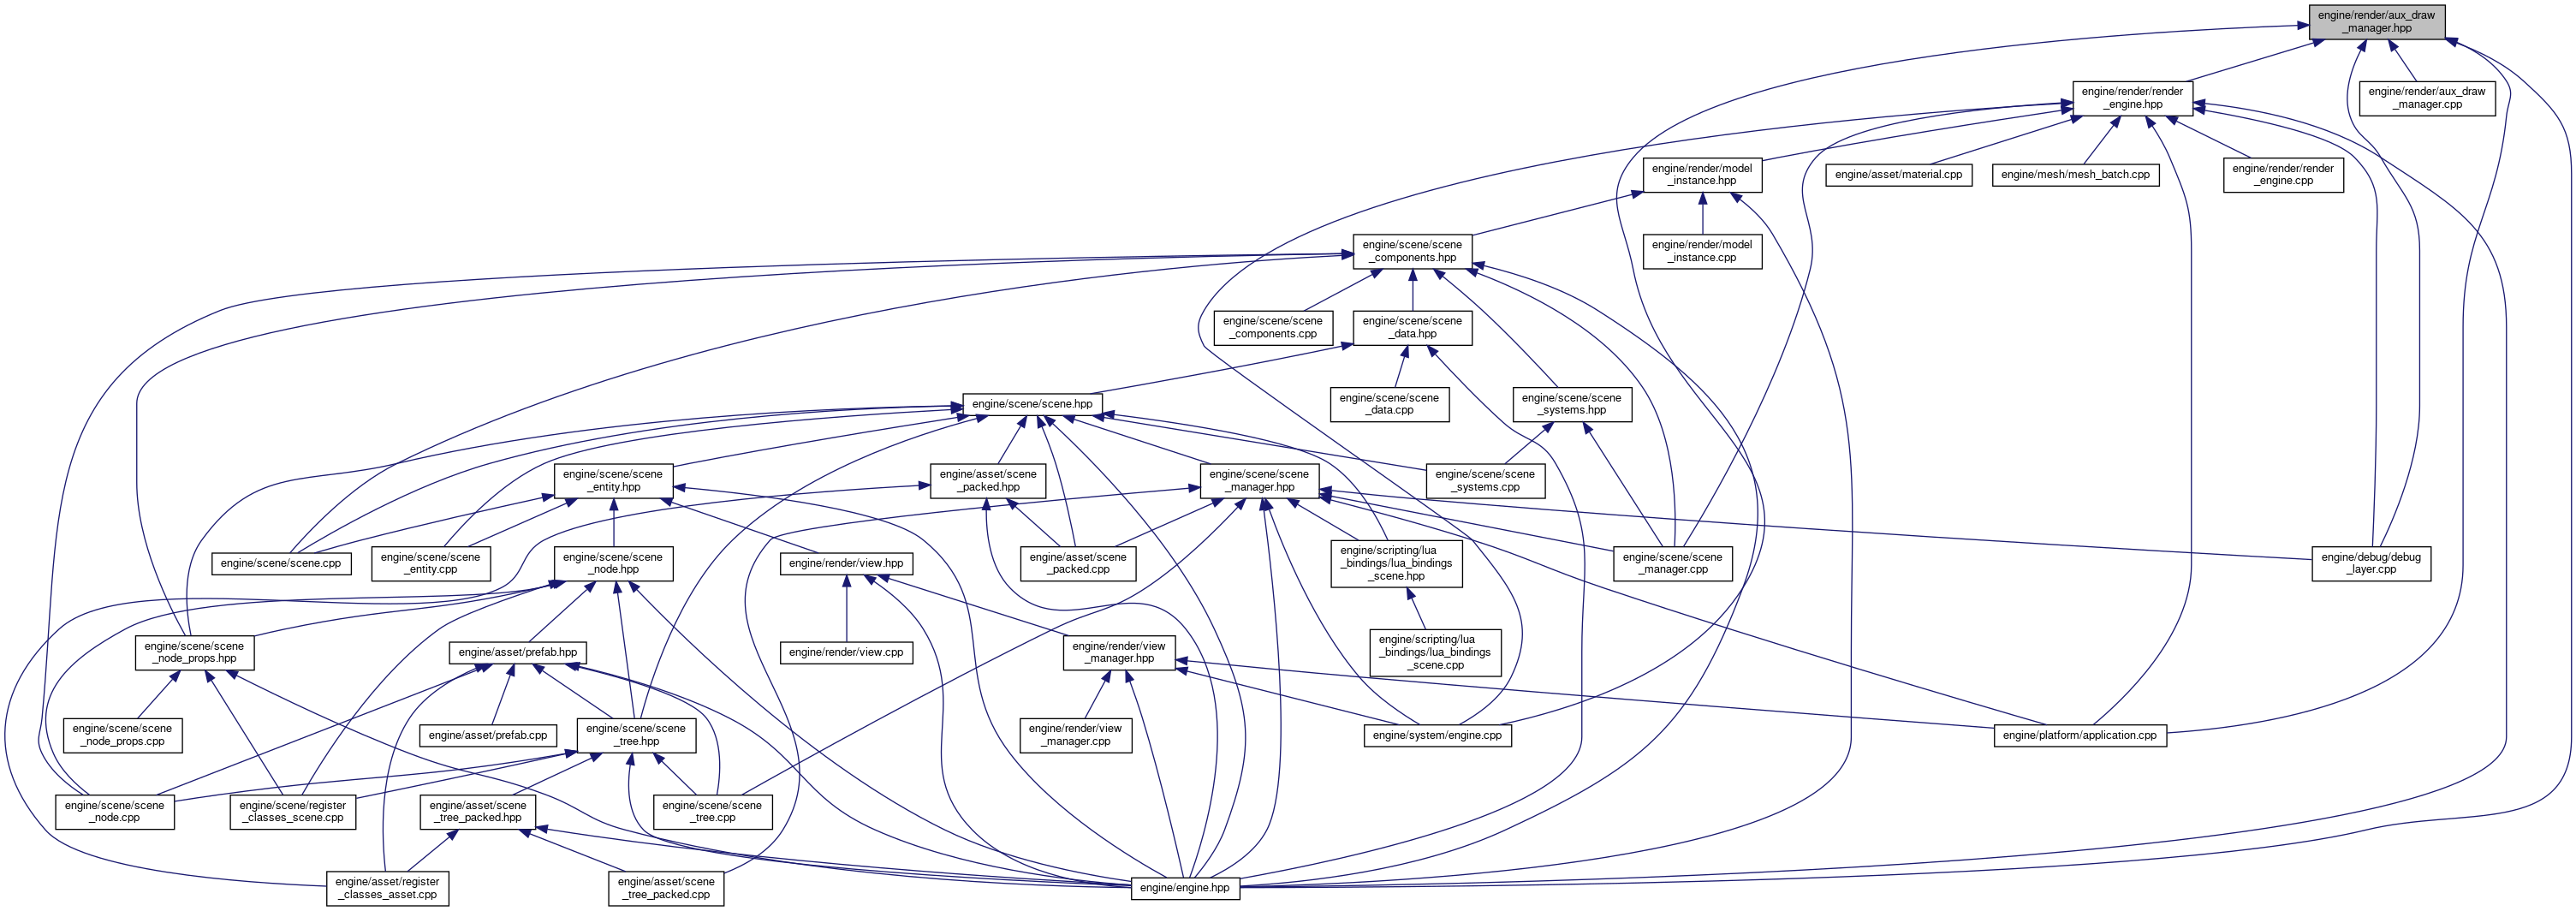 engine/render/aux_draw
_manager.hpp
engine/render/render
_engine.hpp
engine/render/aux_draw
_manager.cpp
engine/render/model
_instance.hpp
engine/asset/material.cpp
engine/mesh/mesh_batch.cpp
engine/render/render
_engine.cpp
engine/scene/scene
_components.hpp
engine/render/model
_instance.cpp
engine/scene/scene
_components.cpp
engine/scene/scene
_data.hpp
engine/scene/scene.hpp
engine/scene/scene
_data.cpp
engine/scene/scene
_systems.hpp
engine/scene/scene
_entity.hpp
engine/asset/scene
_packed.hpp
engine/scene/scene
_manager.hpp
engine/scene/scene
_systems.cpp
engine/scene/scene.cpp
engine/scene/scene
_entity.cpp
engine/scene/scene
_node.hpp
engine/render/view.hpp
engine/asset/scene
_packed.cpp
engine/scripting/lua
_bindings/lua_bindings
_scene.hpp
engine/scene/scene
_manager.cpp
engine/debug/debug
_layer.cpp
engine/scene/scene
_node_props.hpp
engine/asset/prefab.hpp
engine/render/view.cpp
engine/render/view
_manager.hpp
engine/scripting/lua
_bindings/lua_bindings
_scene.cpp
engine/scene/scene
_node_props.cpp
engine/asset/prefab.cpp
engine/scene/scene
_tree.hpp
engine/render/view
_manager.cpp
engine/system/engine.cpp
engine/platform/application.cpp
engine/scene/scene
_node.cpp
engine/scene/register
_classes_scene.cpp
engine/asset/scene
_tree_packed.hpp
engine/scene/scene
_tree.cpp
engine/asset/register
_classes_asset.cpp
engine/asset/scene
_tree_packed.cpp
engine/engine.hpp